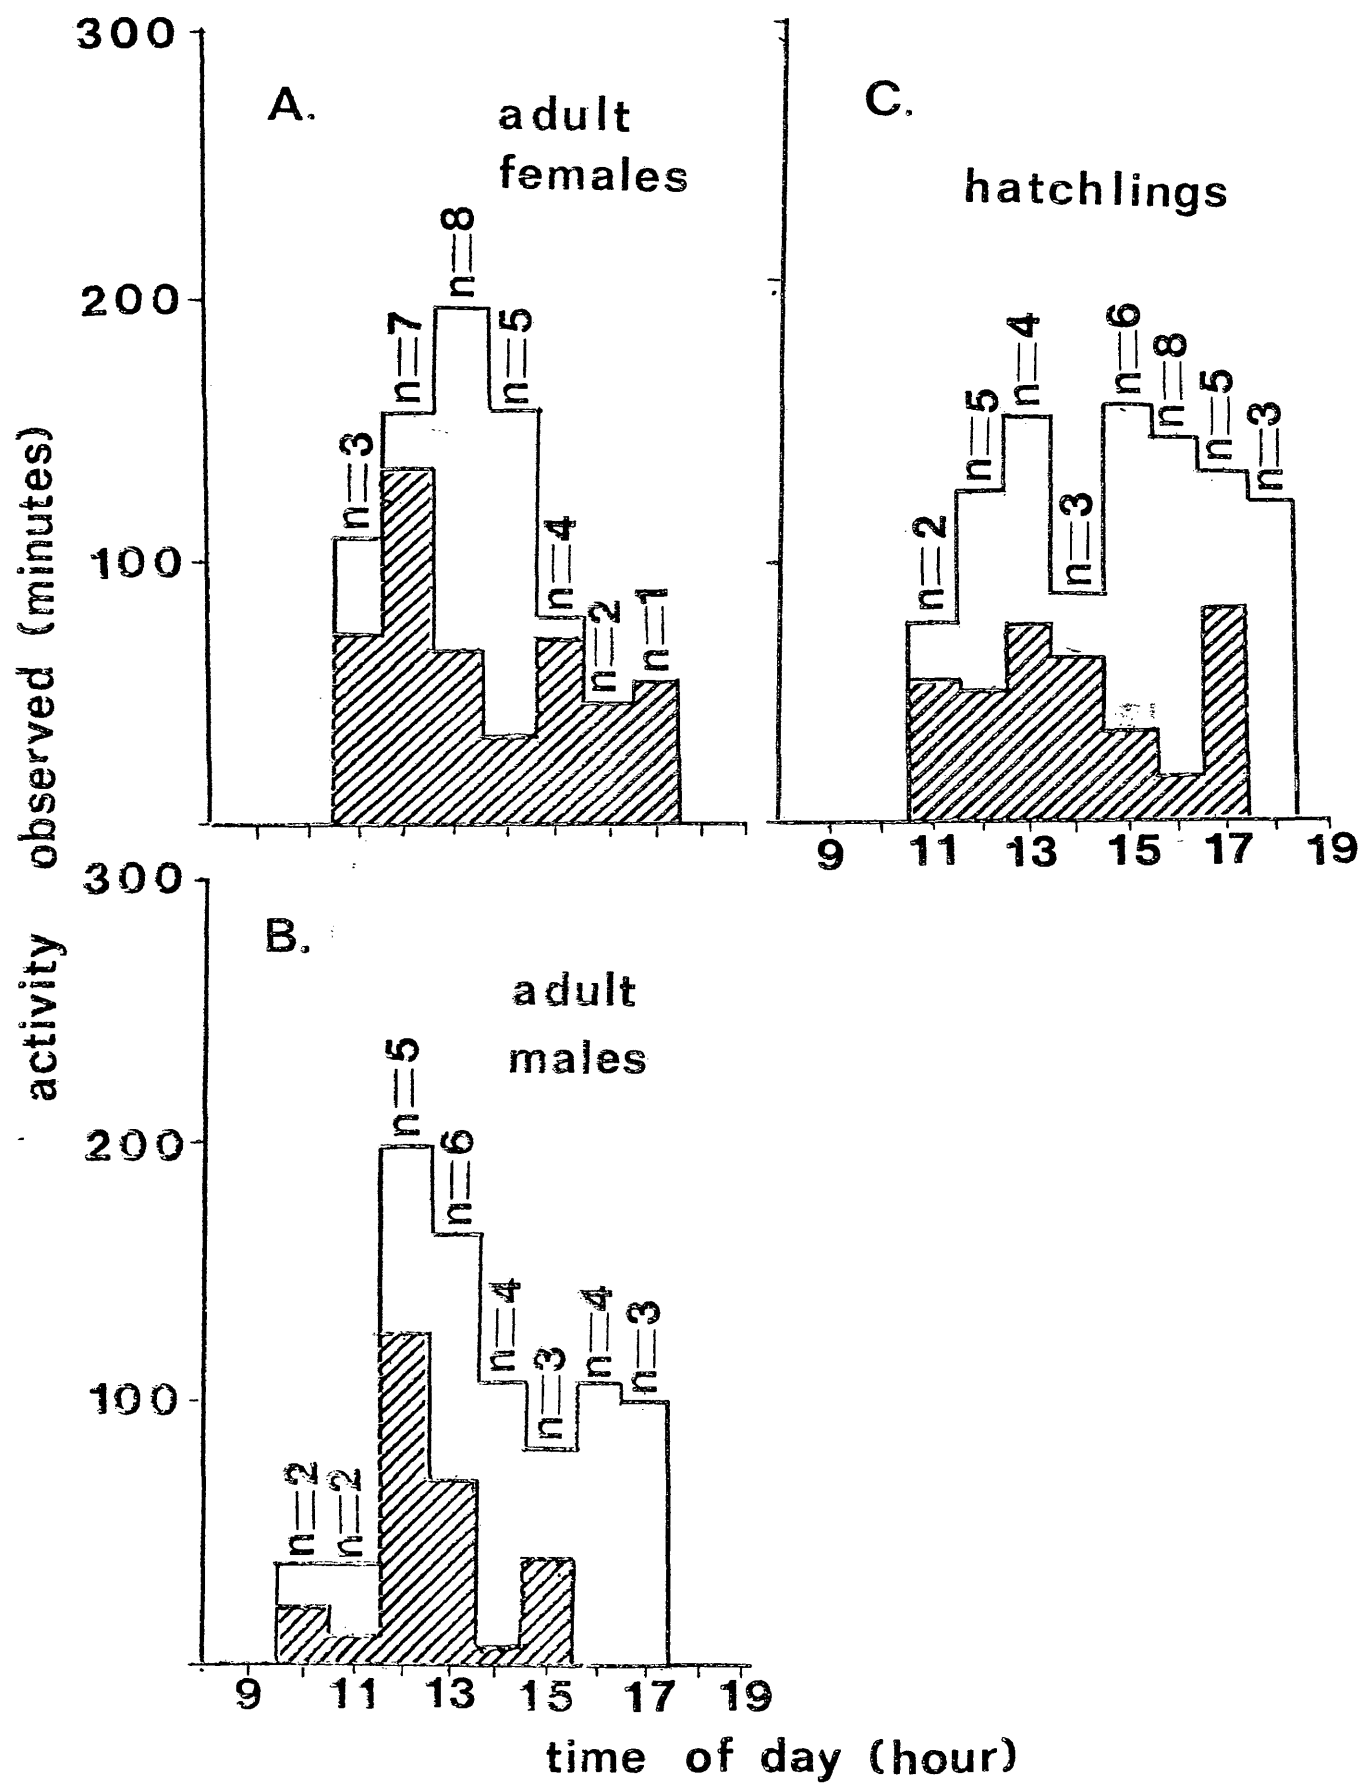 300
200
100
A.
adult
females
n=3
n=7
n=8
n=5
n=4
n=2
n=1
C.
hatchlings
n=2
n=5
n=4
n=3
n=6
n=8
n=5
n=3
9 11 13 15 17 19
activity observed (minutes)
300
200
100
B.
adult
males
n=2
n=2
n=5
n=6
n=4
n=3
n=4
n=3
9 11 13 15 17 19
time of day (hour)